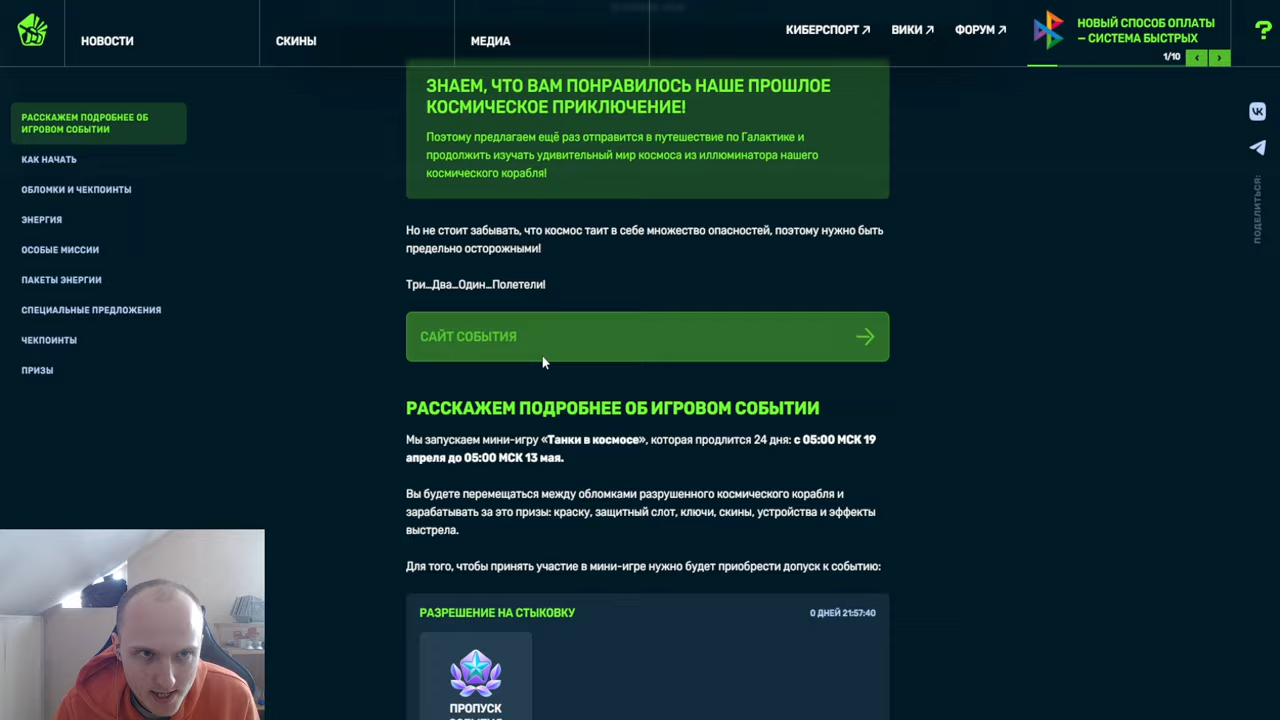 НОВОСТИ
СКИНЫ
МЕДИА
КИБЕРСПОРТ
ВИКИ
ФОРУМ
НОВЫЙ СПОСОБ ОПЛАТЫ
— СИСТЕМА БЫСТРЫХ
1/10
?
РАССКАЖЕМ ПОДРОБНЕЕ ОБ
ИГРОВОМ СОБЫТИИ
КАК НАЧАТЬ
ОБЛОМКИ И ЧЕКПОИНТЫ
ЭНЕРГИЯ
ОСОБЫЕ МИССИИ
ПАКЕТЫ ЭНЕРГИИ
СПЕЦИАЛЬНЫЕ ПРЕДЛОЖЕНИЯ
ЧЕКПОИНТЫ
ПРИЗЫ
ЗНАЕМ, ЧТО ВАМ ПОНРАВИЛОСЬ НАШЕ ПРОШЛОЕ
КОСМИЧЕСКОЕ ПРИКЛЮЧЕНИЕ!
Поэтому предлагаем ещё раз отправится в путешествие по Галактике и
продолжить изучать удивительный мир космоса из иллюминатора нашего
космического корабля!
Но не стоит забывать, что космос таит в себе множество опасностей, поэтому нужно быть
предельно осторожными!
Три...Два...Один...Полетели!
САЙТ СОБЫТИЯ
РАССКАЖЕМ ПОДРОБНЕЕ ОБ ИГРОВОМ СОБЫТИИ
Мы запускаем мини-игру «Танки в космосе», которая продлится 24 дня: с 05:00 МСК 19
апреля до 05:00 МСК 13 мая.
Вы будете перемещаться между обломками разрушенного космического корабля и
зарабатывать за это призы: краску, защитный слот, ключи, скины, устройства и эффекты
выстрела.
Для того, чтобы принять участие в мини-игре нужно будет приобрести допуск к событию:
РАЗРЕШЕНИЕ НА СТЫКОВКУ
0 ДНЕЙ 21:57:40
ПРОПУСК
СОБЫТИЯ
ПОДЕЛИТЬСЯ: